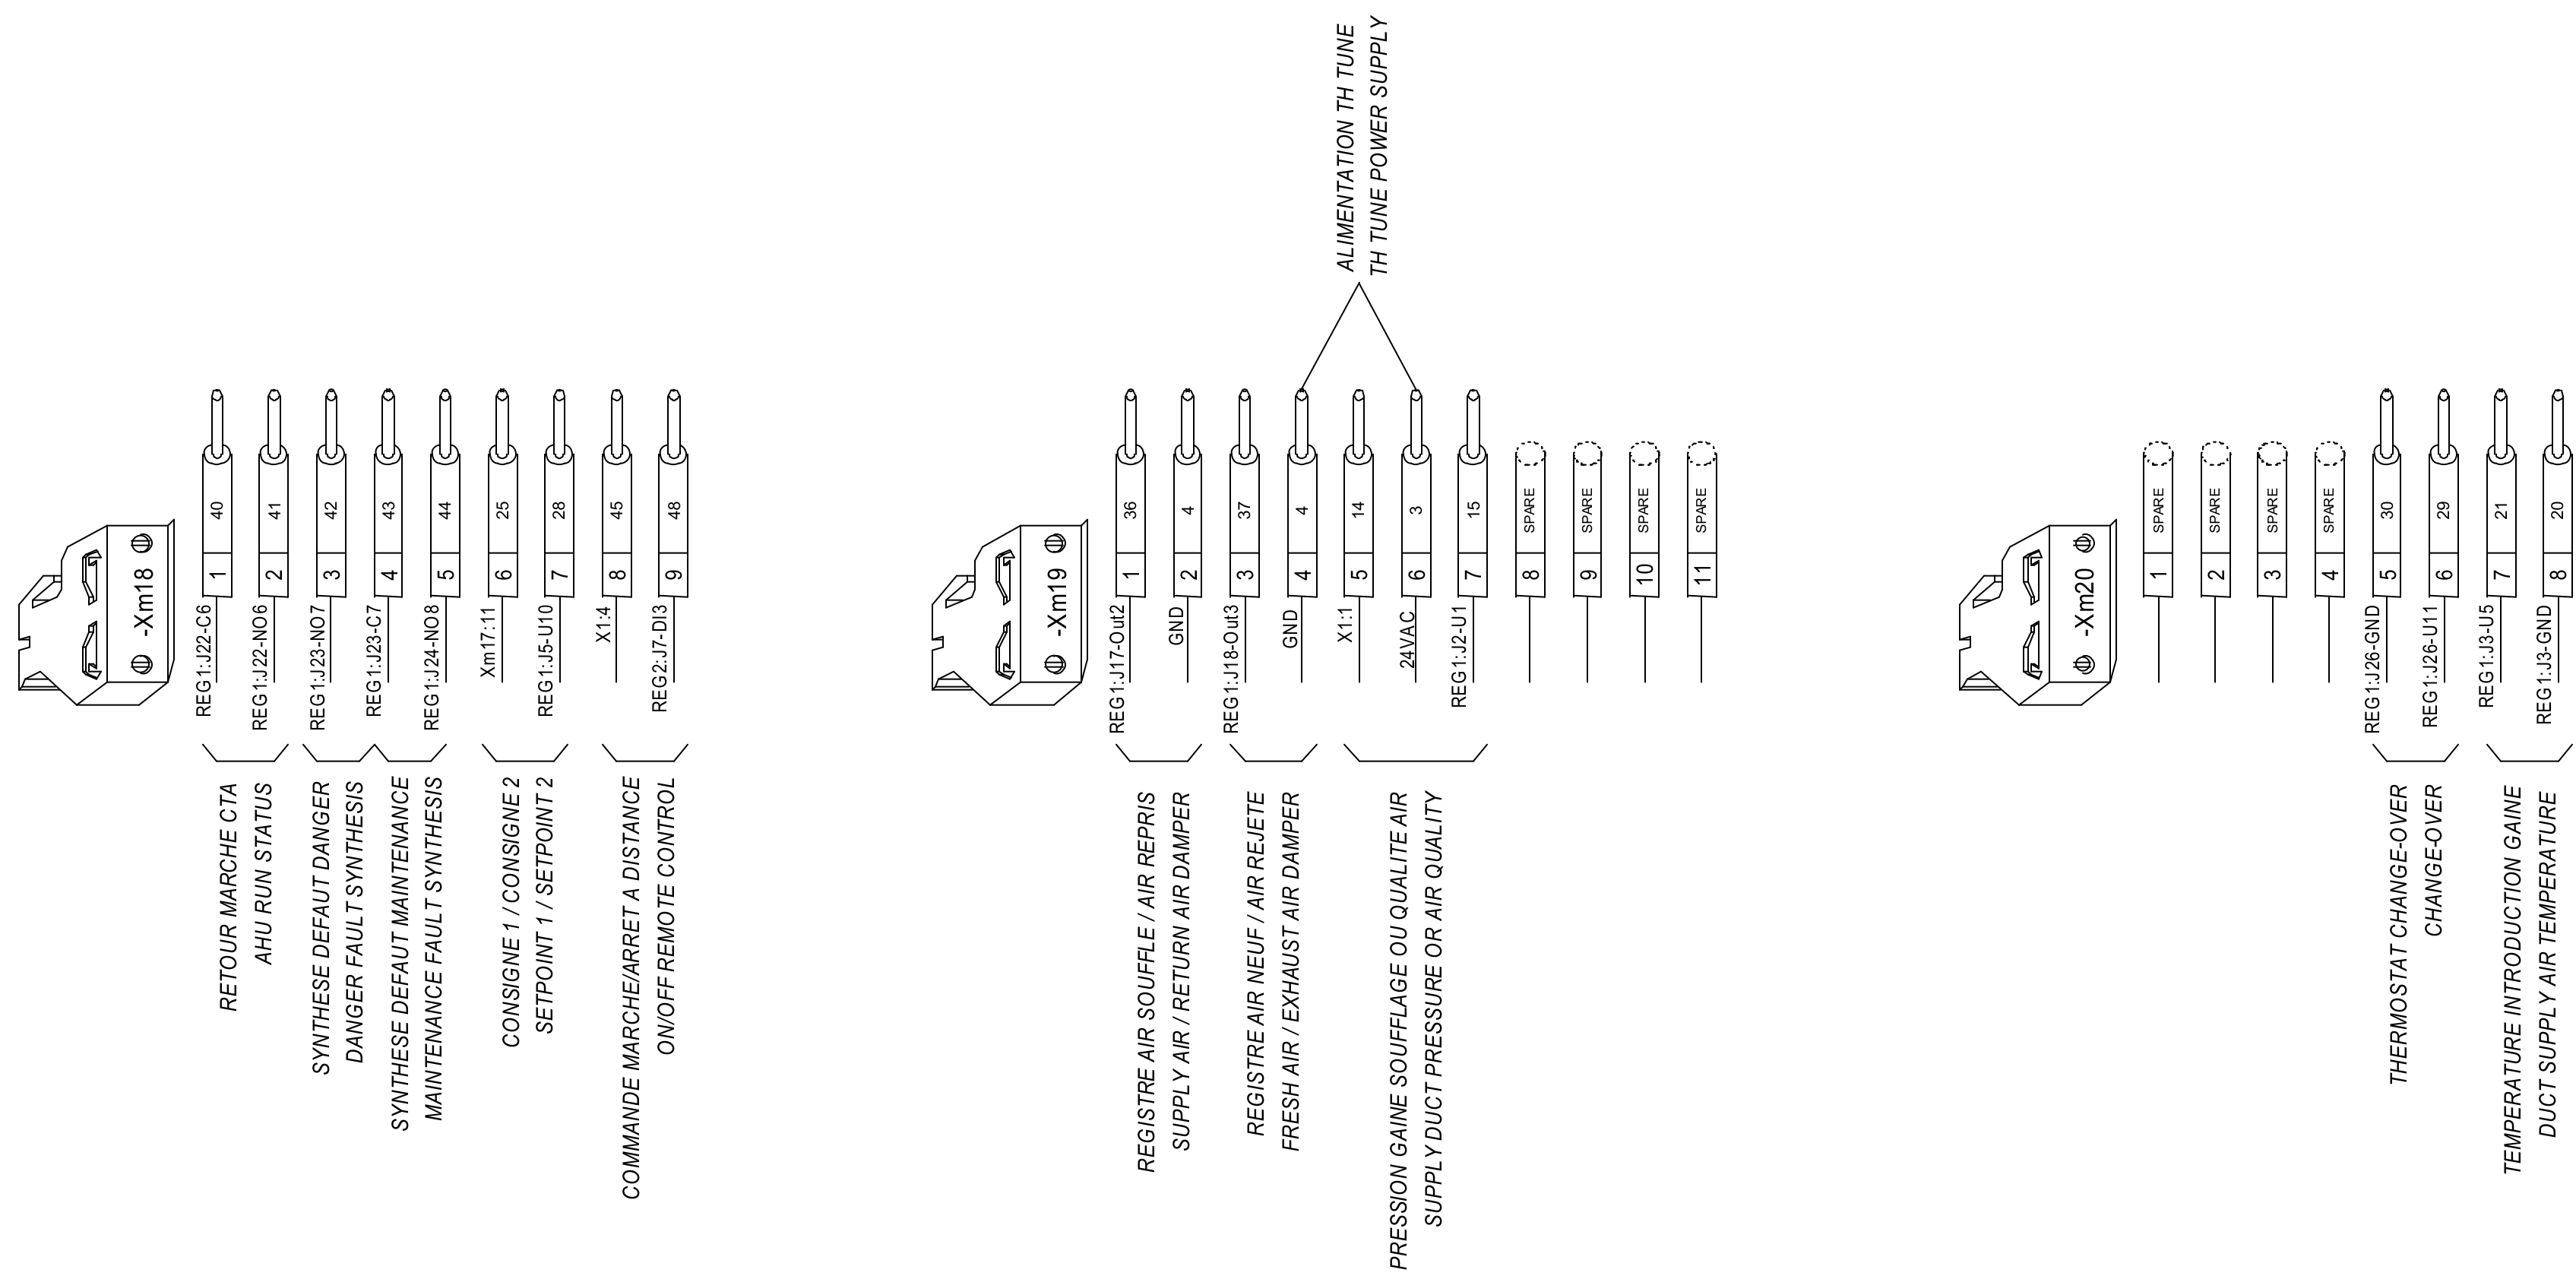 ALIMENTATION TH TUNE
TH TUNE POWER SUPPLY
-Xm18
40
41
42
43
44
25
28
45
48
1
2
3
4
5
6
7
8
9
REG1:J22-C6
REG1:J22-NO6
REG1:J23-NO7
REG1:J23-C7
REG1:J24-NO8
Xm17:11
REG1:J5-U10
X1:4
REG2:J7-DI3
RETOUR MARCHE CTA
AHU RUN STATUS
SYNTHESE DEFAUT DANGER
DANGER FAULT SYNTHESIS
SYNTHESE DEFAUT MAINTENANCE
MAINTENANCE FAULT SYNTHESIS
CONSIGNE 1 / CONSIGNE 2
SETPOINT 1 / SETPOINT 2
COMMANDE MARCHE/ARRET A DISTANCE
ON/OFF REMOTE CONTROL
-Xm19
36
4
37
4
14
3
15
SPARE
SPARE
SPARE
SPARE
1
2
3
4
5
6
7
8
9
10
11
REG1:J17-Out2
GND
REG1:J18-Out3
GND
X1:1
24VAC
REG1:J2-U1
REGISTRE AIR SOUFFLE / AIR REPRIS
SUPPLY AIR / RETURN AIR DAMPER
REGISTRE AIR NEUF / AIR REJETE
FRESH AIR / EXHAUST AIR DAMPER
PRESSION GAINE SOUFFLAGE OU QUALITE AIR
SUPPLY DUCT PRESSURE OR AIR QUALITY
-Xm20
SPARE
SPARE
SPARE
SPARE
30
29
21
20
1
2
3
4
5
6
7
8
REG1:J26-GND
REG1:J26-U11
REG1:J3-U5
REG1:J3-GND
THERMOSTAT CHANGE-OVER
CHANGE-OVER
TEMPERATURE INTRODUCTION GAINE
DUCT SUPPLY AIR TEMPERATURE